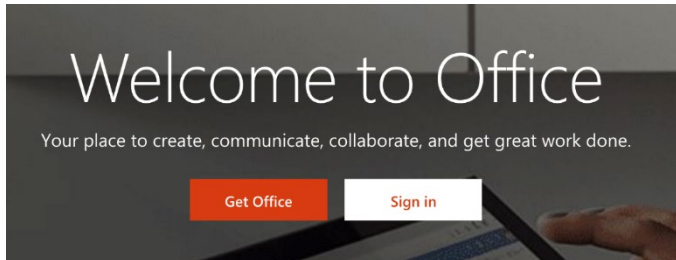 Welcome to Office
Your place to create, communicate, collaborate, and get great work done.
Get Office
Sign in